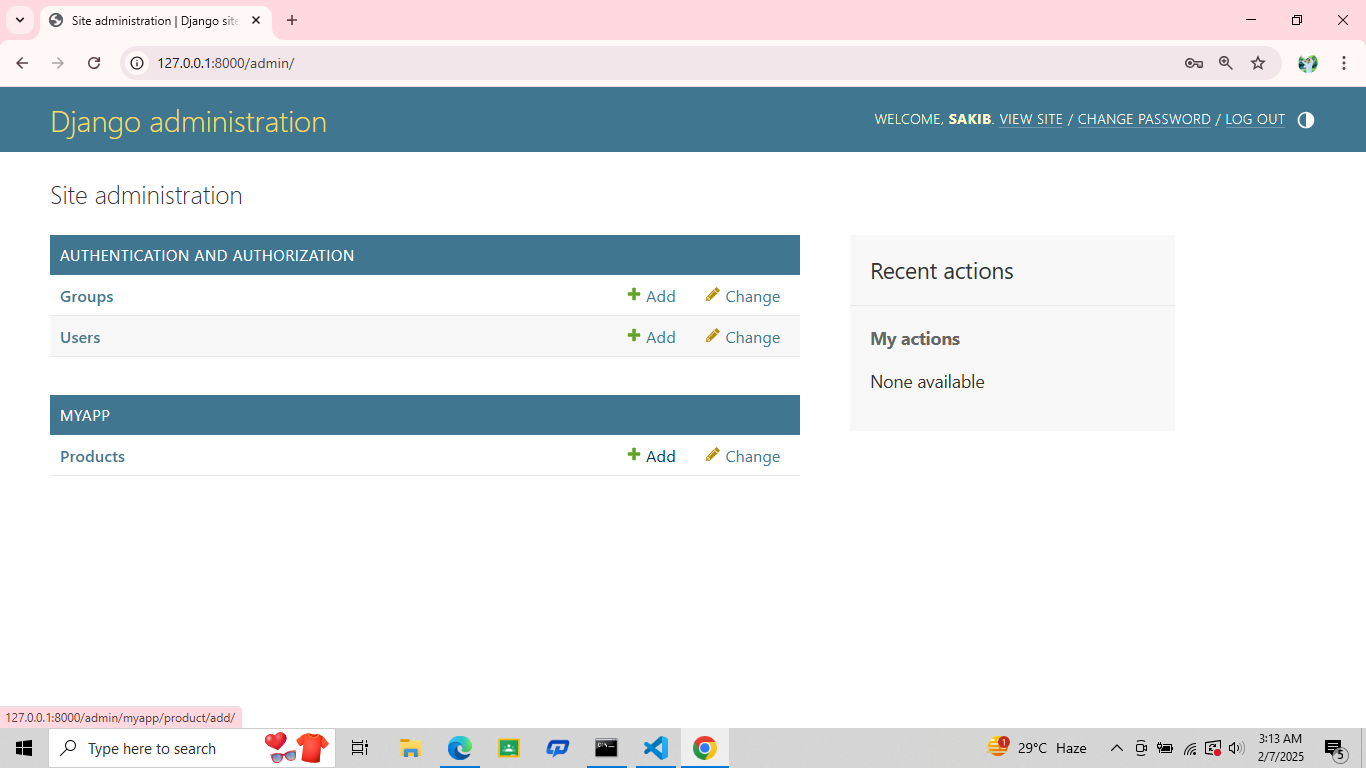 Site administration | Django site
127.0.0.1:8000/admin/
Django administration
WELCOME, SAKIB. VIEW SITE / CHANGE PASSWORD / LOG OUT
Site administration
AUTHENTICATION AND AUTHORIZATION
Groups Add Change
Users Add Change
MYAPP
Products Add Change
Recent actions
My actions
None available
127.0.0.1:8000/admin/myapp/product/add/
Type here to search
1
29°C Haze
3:13 AM
2/7/2025
5